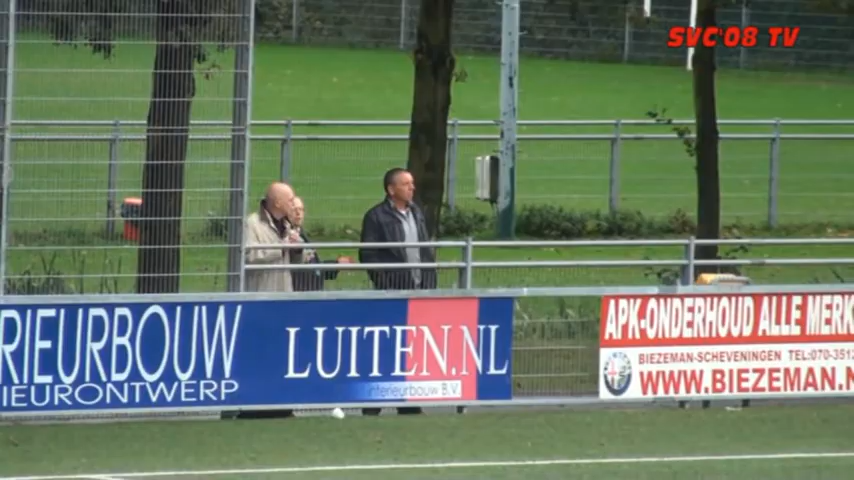 SVC'08 TV
RIEURBOUW
IEURONTWERP
LUITEN.NL
interieurbouw B.V.
APK-ONDERHOUD ALLE MERK
BIEZEMAN-SCHEVENINGEN TEL:070-3512
WWW.BIEZEMAN.N